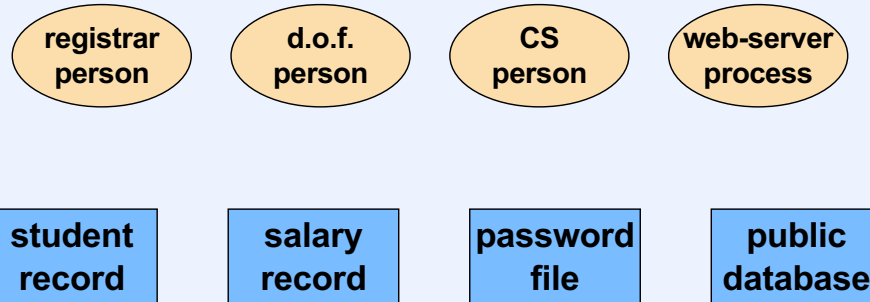 registrar
person
d.o.f.
person
CS
person
web-server
process
student
record
salary
record
password
file
public
database